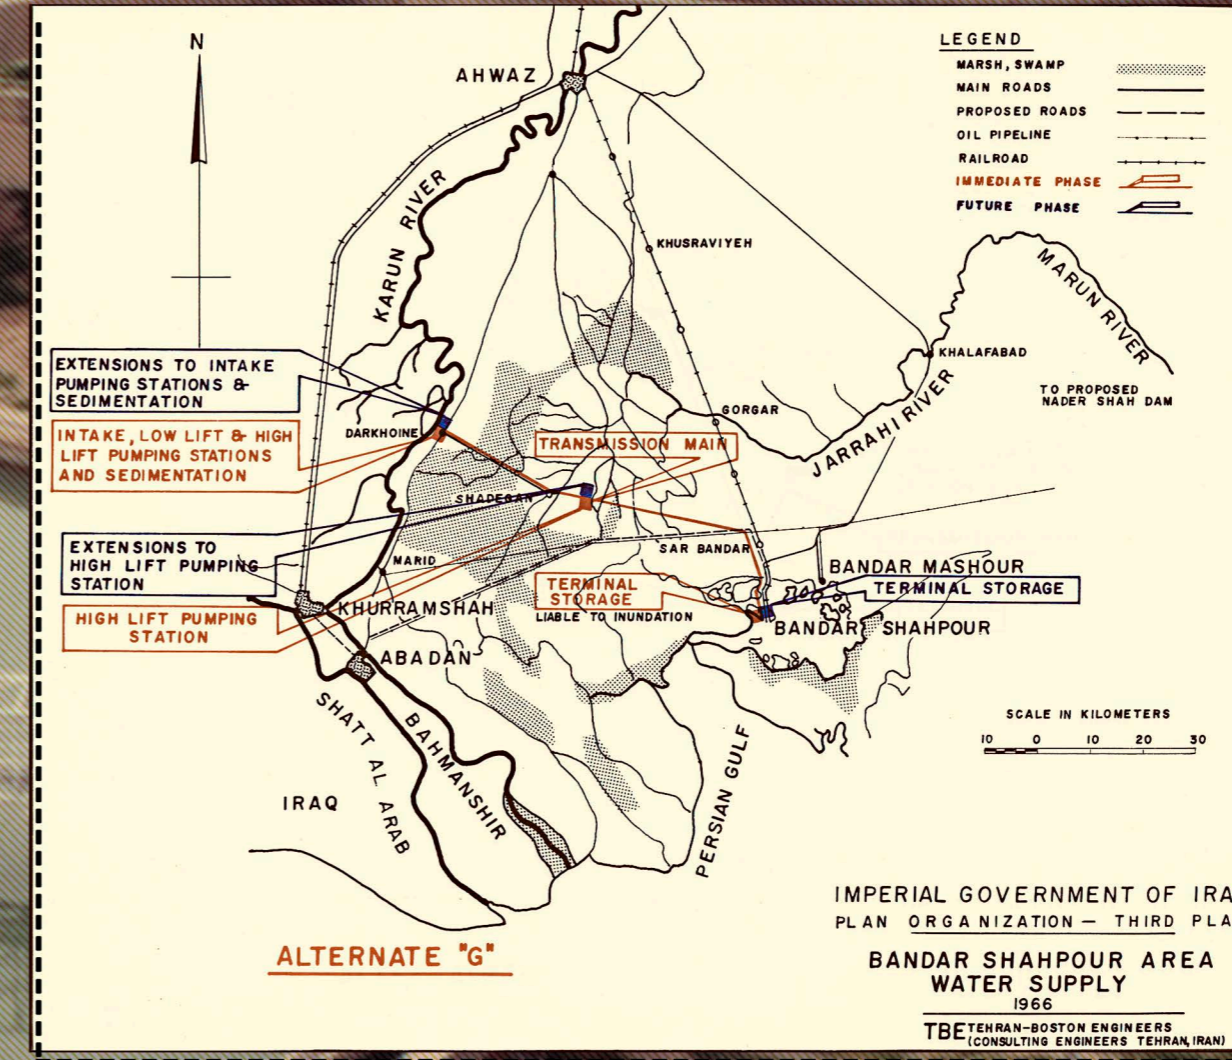 N
AHWAZ
LEGEND
MARSH, SWAMP
MAIN ROADS
PROPOSED ROADS
OIL PIPELINE
RAILROAD
IMMEDIATE PHASE
FUTURE PHASE
KARUN RIVER
KHUSRAVIYEH
MARUN RIVER
KHALAFABAD
TO PROPOSED
NADER SHAH DAM
EXTENSIONS TO INTAKE
PUMPING STATIONS &
SEDIMENTATION
GORGAR
JARRAHI RIVER
DARKHOINE
INTAKE, LOW LIFT & HIGH
LIFT PUMPING STATIONS
AND SEDIMENTATION
TRANSMISSION MAIN
SHADEGAN
EXTENSIONS TO
HIGH LIFT PUMPING
STATION
MARID
SAR BANDAR
BANDAR MASHOUR
TERMINAL
STORAGE
TERMINAL STORAGE
LIABLE TO INUNDATION
BANDAR SHAHPOUR
KHURRAMSHAH
HIGH LIFT PUMPING
STATION
ABADAN
SHATT AL ARAB
BAHMANSHIR
PERSIAN GULF
IRAQ
SCALE IN KILOMETERS
10 0 10 20 30
ALTERNATE "G"
IMPERIAL GOVERNMENT OF IRA
PLAN ORGANIZATION — THIRD PLA
BANDAR SHAHPOUR AREA
WATER SUPPLY
1966
TBE TEHRAN-BOSTON ENGINEERS
(CONSULTING ENGINEERS TEHRAN, IRAN)